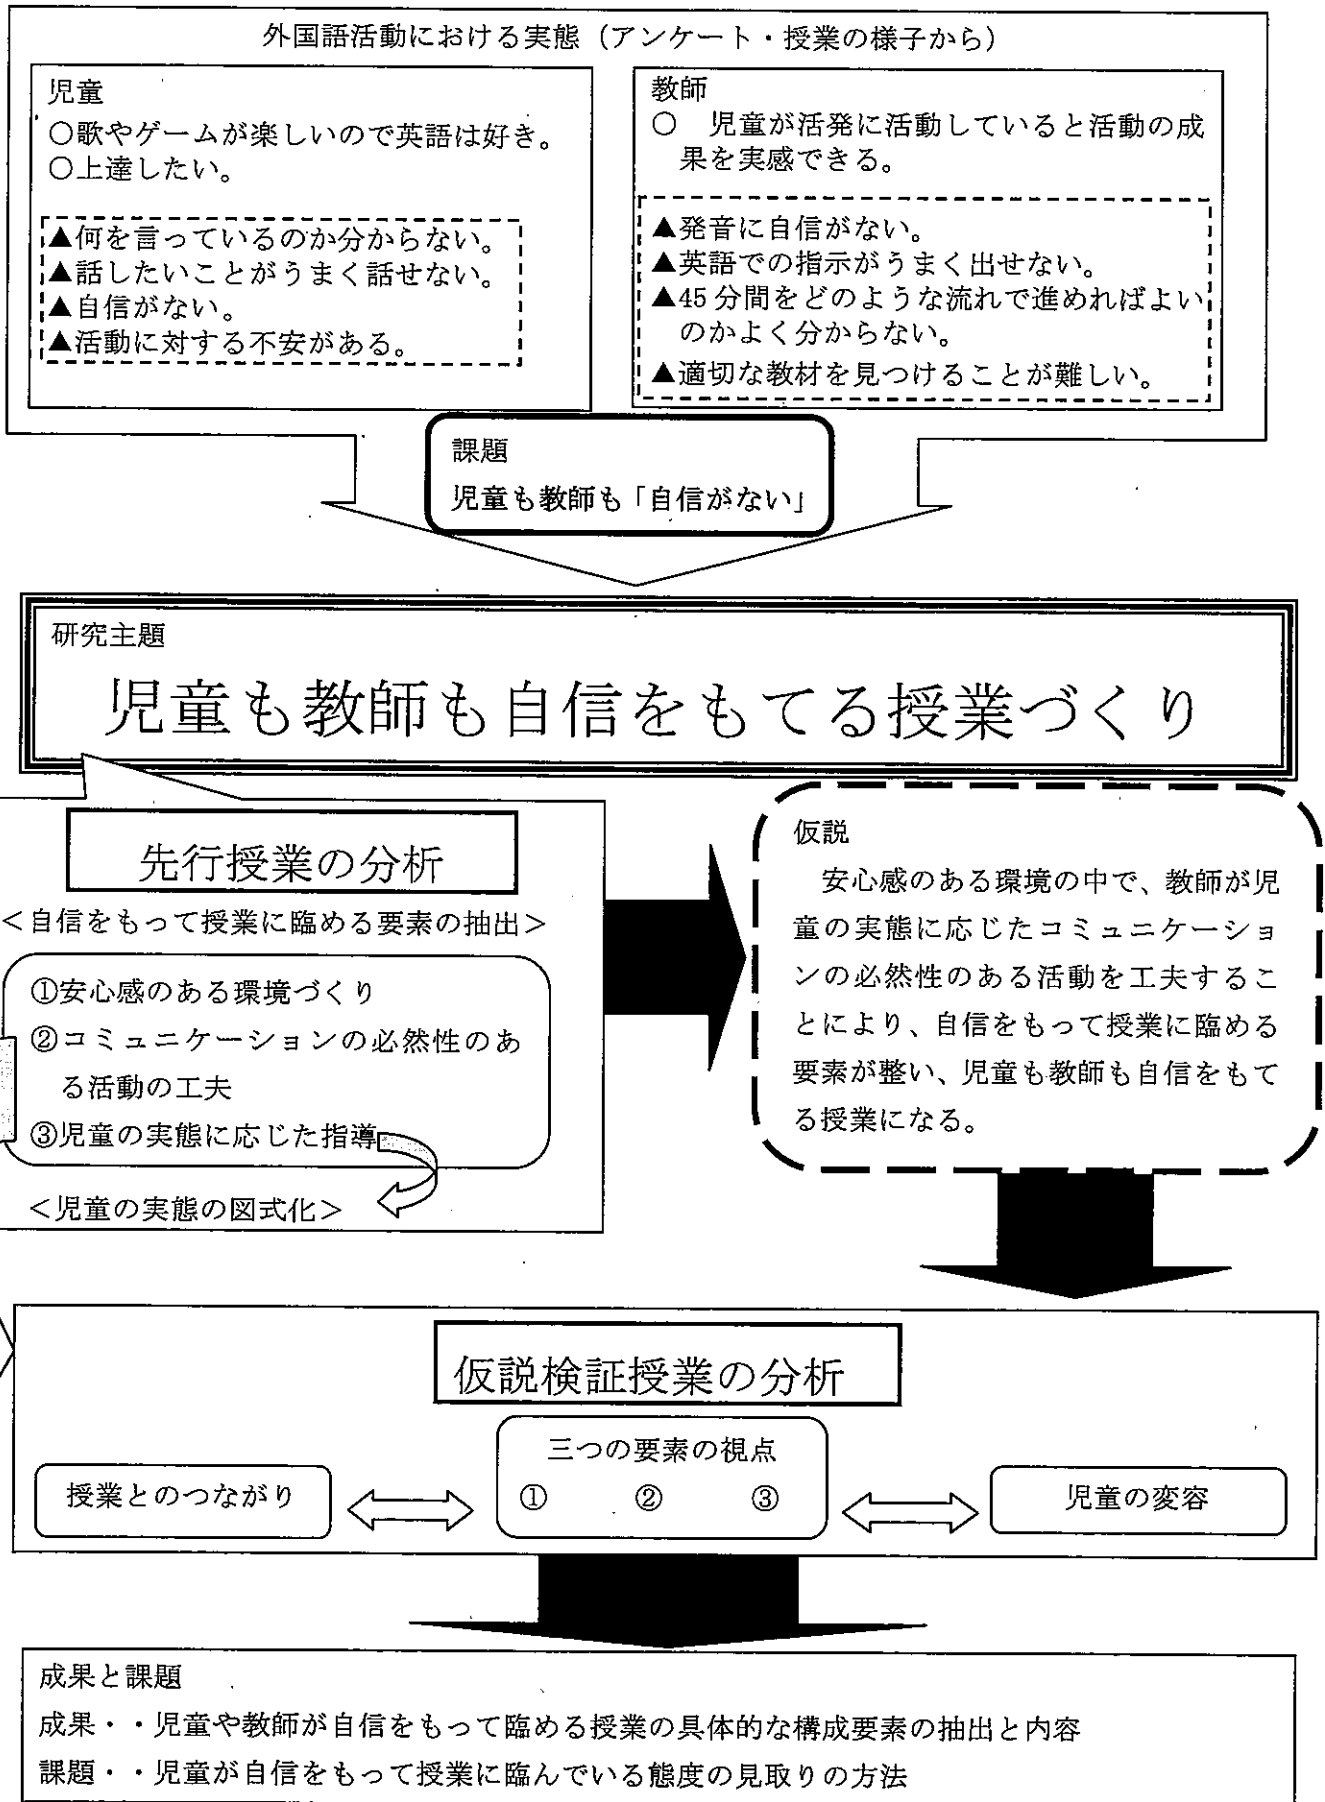 外国語活動における実態（アンケート・授業の様子から）
児童
○歌やゲームが楽しいので英語は好き。
○上達したい。
▲何を言っているのか分からない。
▲話したいことがうまく話せない。
▲自信がない。
▲活動に対する不安がある。
教師
○　児童が活発に活動していると活動の成
果を実感できる。
▲発音に自信がない。
▲英語での指示がうまく出せない。
▲45分間をどのような流れで進めればよい
のかよく分からない。
▲適切な教材を見つけることが難しい。
課題
児童も教師も「自信がない」
研究主題
児童も教師も自信をもてる授業づくり
先行授業の分析
＜自信をもって授業に臨める要素の抽出＞
①安心感のある環境づくり
②コミュニケーションの必然性のあ
る活動の工夫
③児童の実態に応じた指導
＜児童の実態の図式化＞
仮説
安心感のある環境の中で、教師が児
童の実態に応じたコミュニケーショ
ンの必然性のある活動を工夫するこ
とにより、自信をもって授業に臨める
要素が整い、児童も教師も自信をもて
る授業になる。
仮説検証授業の分析
授業とのつながり
三つの要素の視点
①　②　③
児童の変容
成果と課題
成果・・児童や教師が自信をもって臨める授業の具体的な構成要素の抽出と内容
課題・・児童が自信をもって授業に臨んでいる態度の見取りの方法